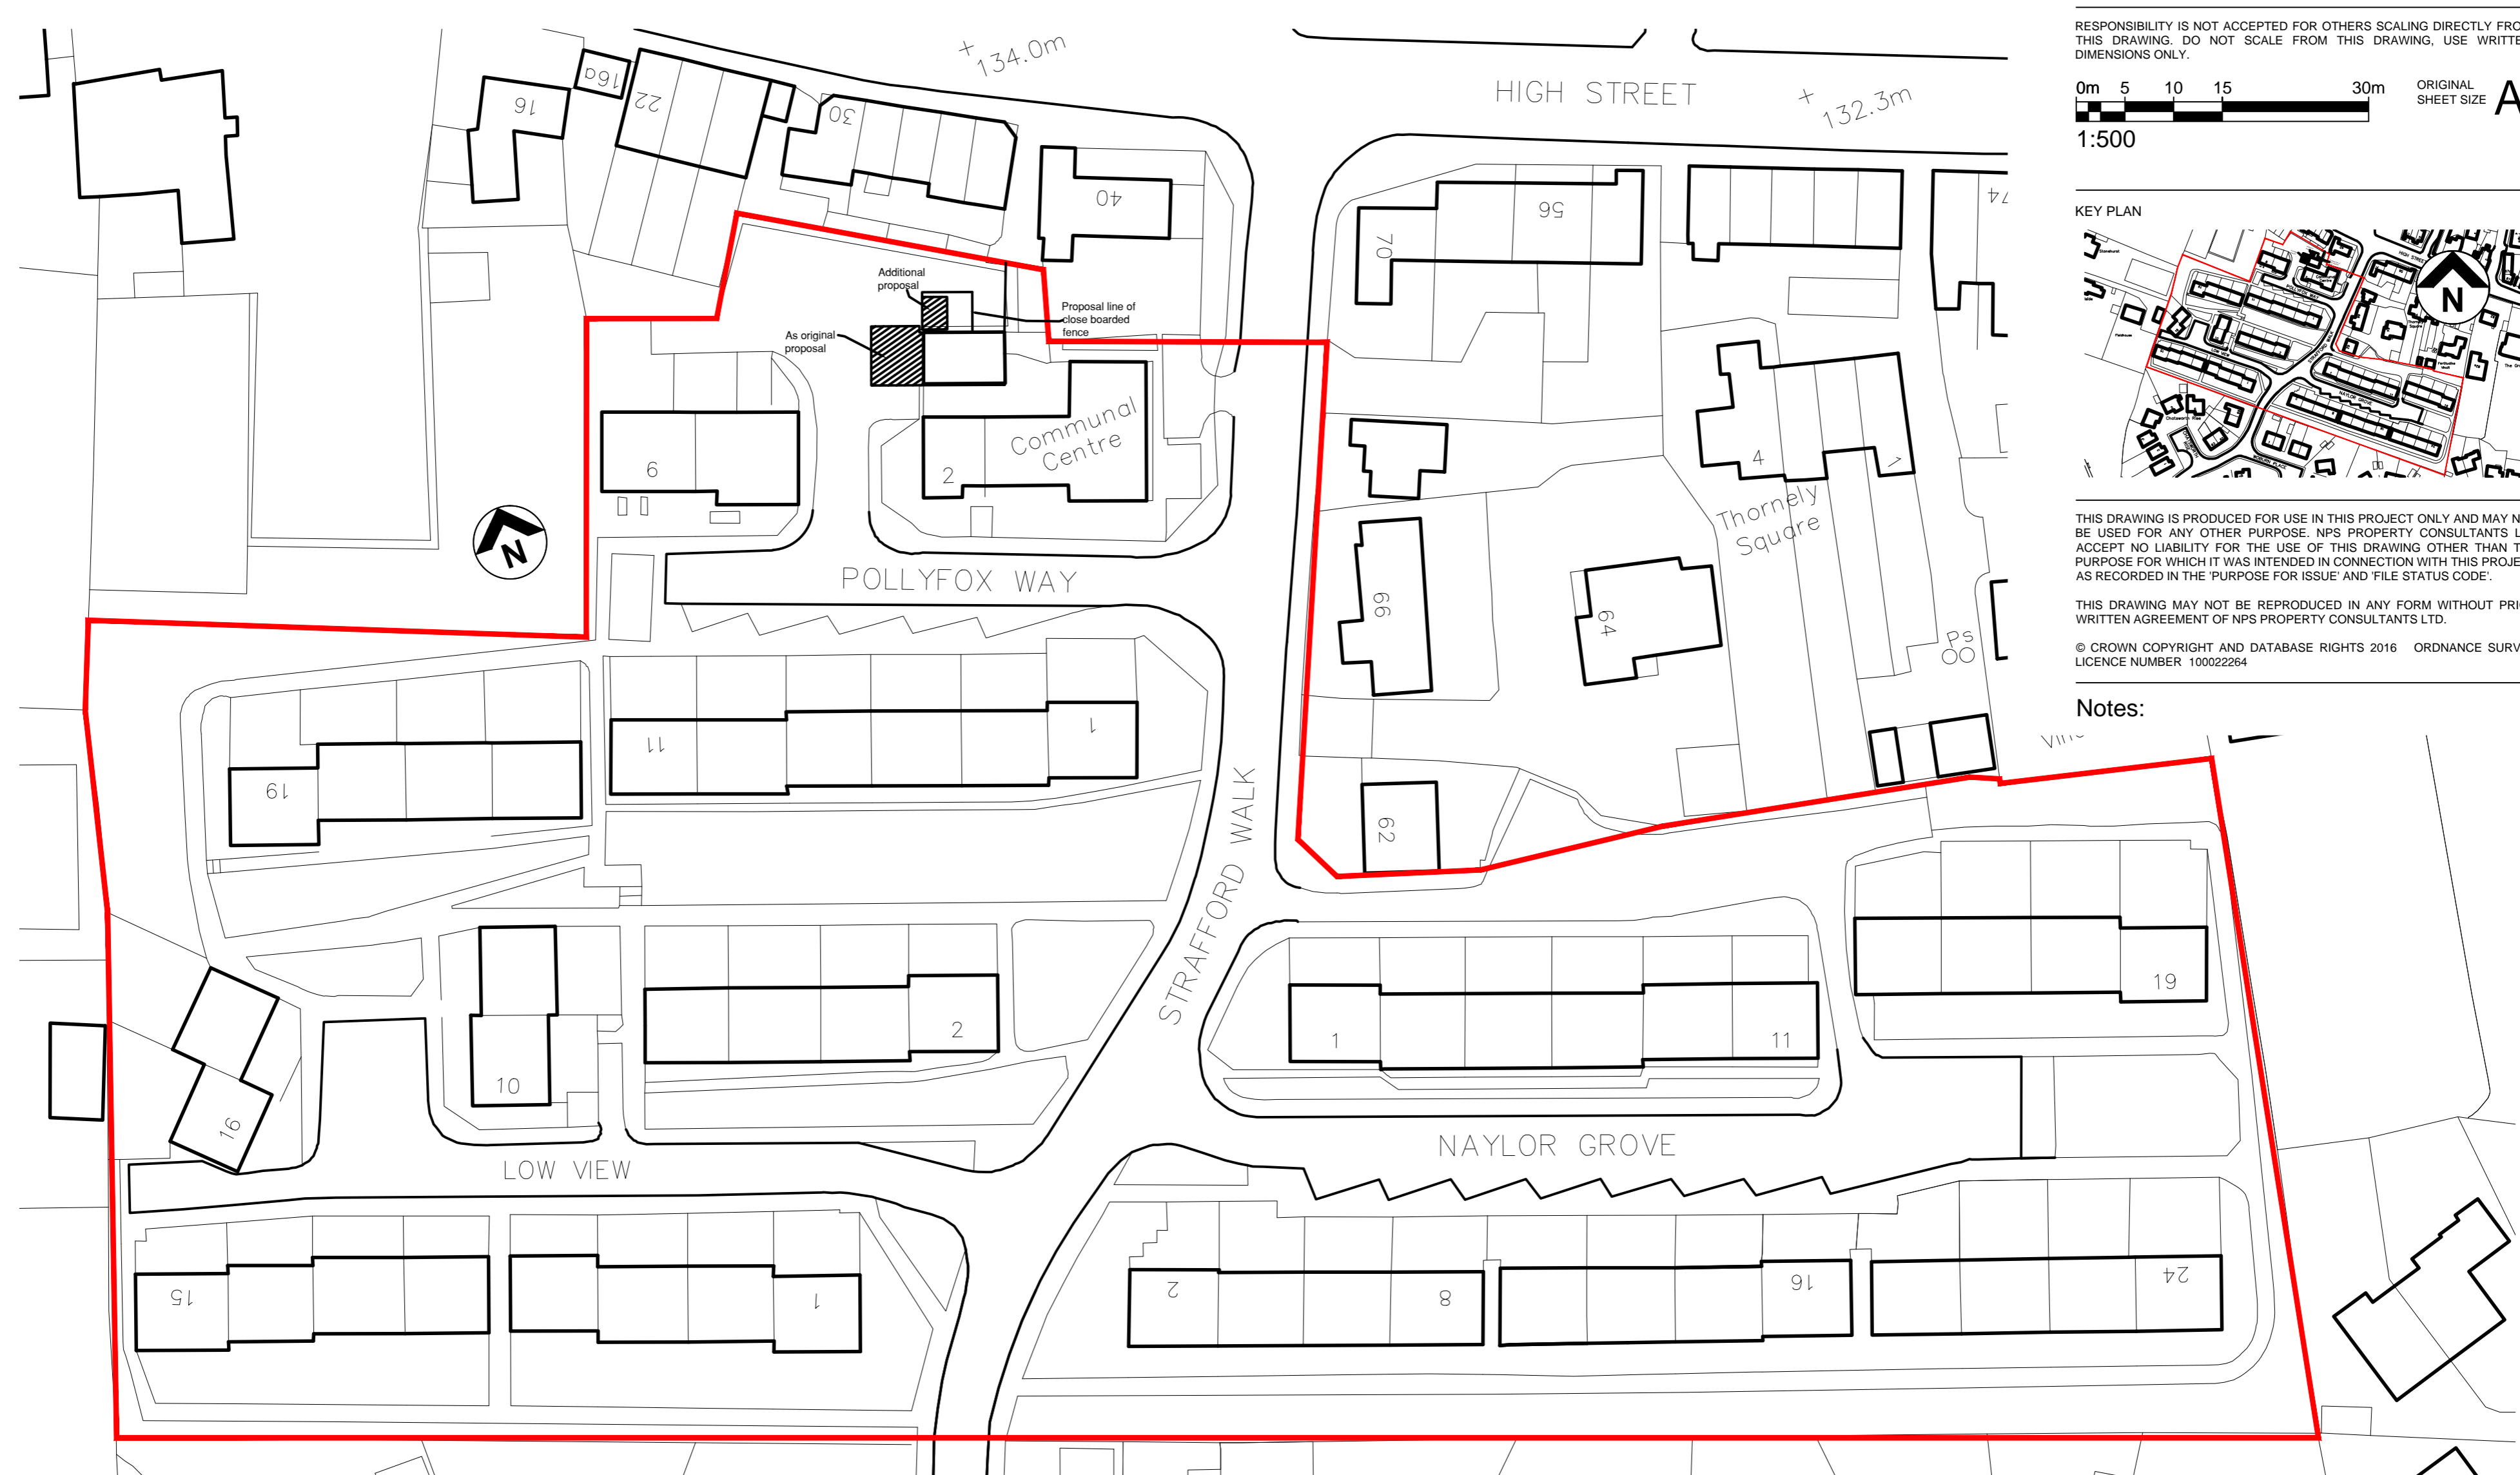 RESPONSIBILITY IS NOT ACCEPTED FOR OTHERS SCALING DIRECTLY
THIS DRAWING. DO NOT SCALE FROM THIS DRAWING, USE
DIMENSIONS ONLY.
0m 5 10 15 30m
1:500
ORIGINAL
SHEET SIZE
KEY PLAN
N
THIS DRAWING IS PRODUCED FOR USE IN THIS PROJECT ONLY AND MAY
BE USED FOR ANY OTHER PURPOSE. NPS PROPERTY CONSULTANTS
ACCEPT NO LIABILITY FOR THE USE OF THIS DRAWING OTHER THAN
PURPOSE FOR WHICH IT WAS INTENDED IN CONNECTION WITH THIS
AS RECORDED IN THE 'PURPOSE FOR ISSUE' AND 'FILE STATUS CODE'.
THIS DRAWING MAY NOT BE REPRODUCED IN ANY FORM WITHOUT
WRITTEN AGREEMENT OF NPS PROPERTY CONSULTANTS LTD.
© CROWN COPYRIGHT AND DATABASE RIGHTS 2016 ORDNANCE
LICENCE NUMBER 100022264
Notes:
134.0m
HIGH STREET
132.3m
16
16a
22
30
40
70
56
74
Additional
proposal
Proposal line of
close boarded
fence
As original
proposal
6
2
Communal
Centre
N
POLLYFOX WAY
4
1
Thornely
Square
66
64
Ps
62
19
11
1
STRAFFORD WALK
16
10
2
1
11
19
LOW VIEW
NAYLOR GROVE
15
1
2
8
16
24